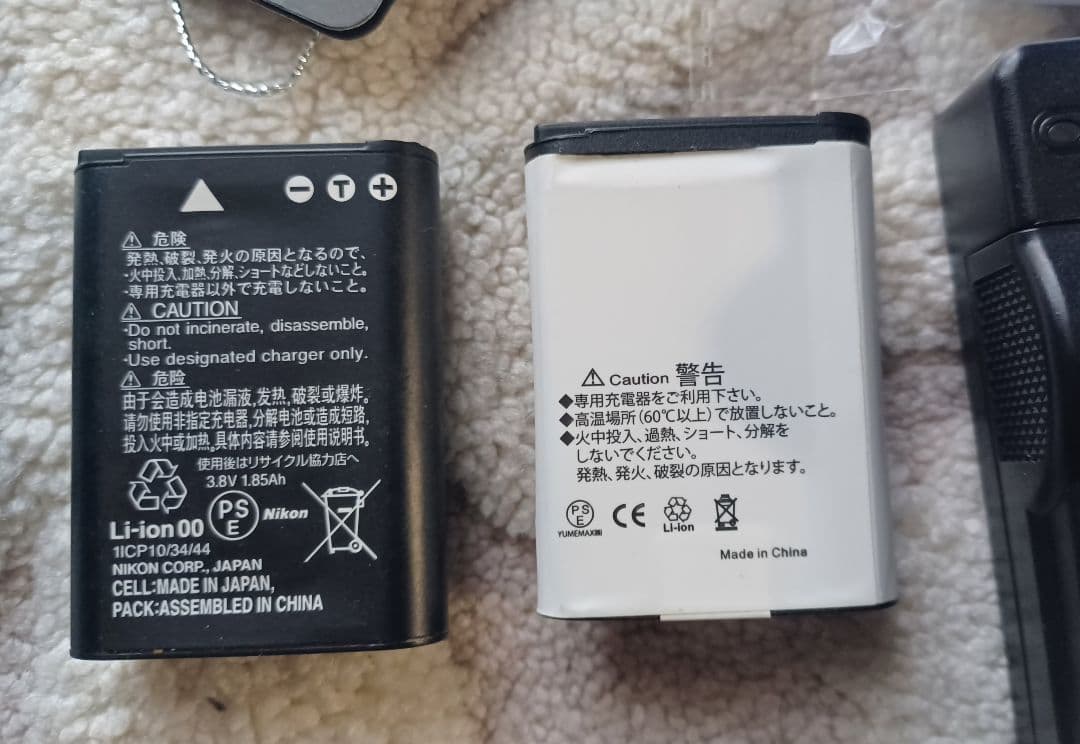 − T +
⚠ 危険
発熱、破裂、発火の原因となるので、
・火中投入、加熱、分解、ショートなどしないこと。
・専用充電器以外で充電しないこと。
⚠ CAUTION
·Do not incinerate, disassemble,
short.
·Use designated charger only.
⚠ 危险
由于会造成电池漏液,发热,破裂或爆炸。
请勿使用非指定充电器,分解电池或造成短路,
投入火中或加热。具体内容请参阅使用说明书。
使用後はリサイクル協力店へ
3.8V 1.85Ah
Li-ion 00
PS
E
Nikon
1ICP10/34/44
NIKON CORP., JAPAN
CELL:MADE IN JAPAN,
PACK:ASSEMBLED IN CHINA
⚠ Caution 警告
◆専用充電器をご利用下さい。
◆高温場所(60℃以上)で放置しないこと。
◆火中投入、過熱、ショート、分解を
しないでください。
発熱、発火、破裂の原因となります。
PS
E
YUMEMAX㈱
CE
Li-ion
Made in China